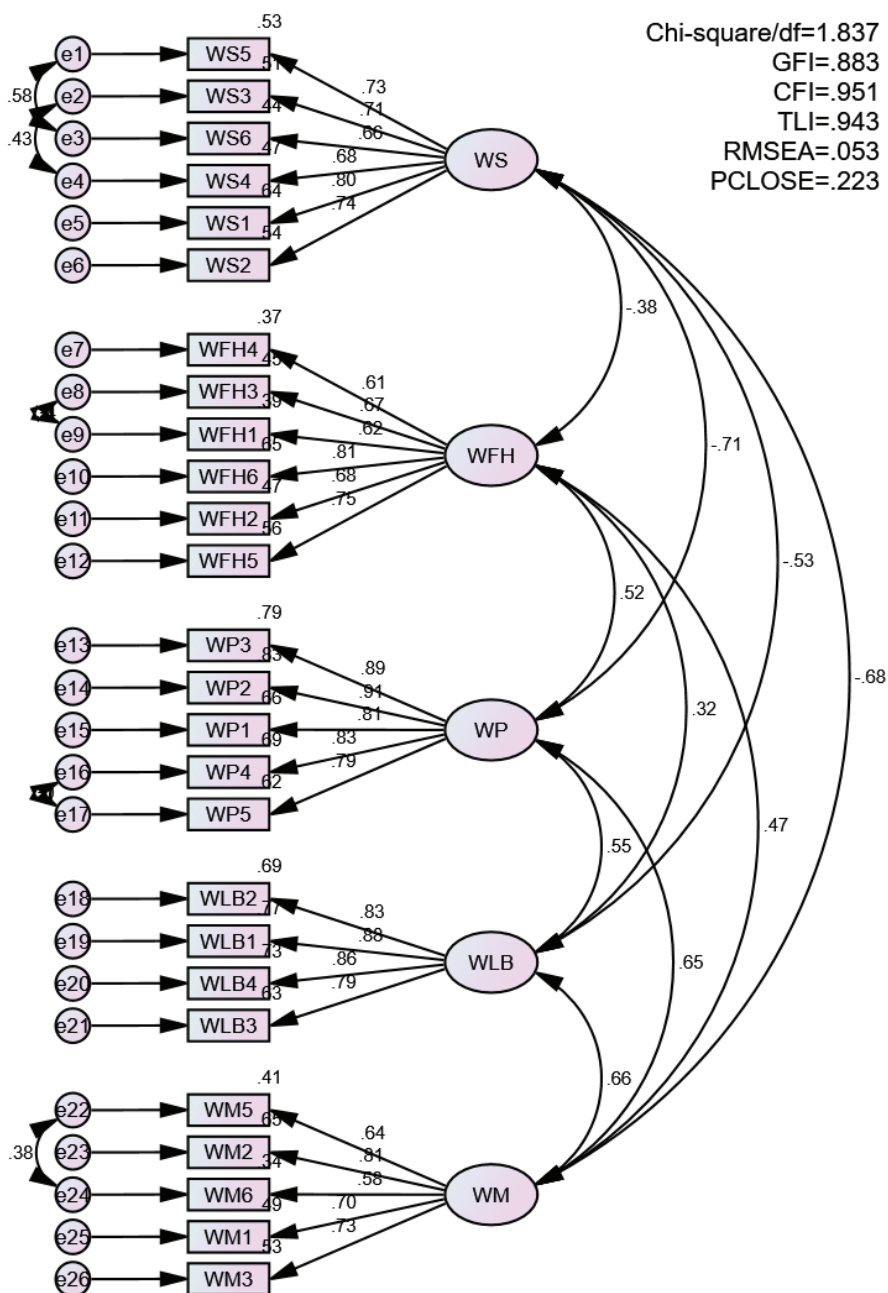 Chi-square/df=1.837
GFI=.883
CFI=.951
TLI=.943
RMSEA=.053
PCLOSE=.223
.53
e1 WS5 .73
.51
.58 e2 WS3 .71
.44
e3 WS6 .66
.43
.47
e4 WS4 .68
.64
e5 WS1 .80
.54
e6 WS2 .74
WS
-.38
.37
e7 WFH4 .61
.45
e8 WFH3 .67
.39
e9 WFH1 .62
.65
e10 WFH6 .81
.47
e11 WFH2 .68
.56
e12 WFH5 .75
WFH
-.71
-.53
.52
.79
e13 WP3 .89
.83
e14 WP2 .91
.66
e15 WP1 .81
.69
e16 WP4 .83
.62
e17 WP5 .79
WP
-.68
.32
.47
.55
.69
e18 WLB2 .83
.77
e19 WLB1 .88
.73
e20 WLB4 .86
.63
e21 WLB3 .79
WLB
.65
.66
.41
e22 WM5 .64
.65
e23 WM2 .81
.38
.34
e24 WM6 .58
.49
e25 WM1 .70
.53
e26 WM3 .73
WM